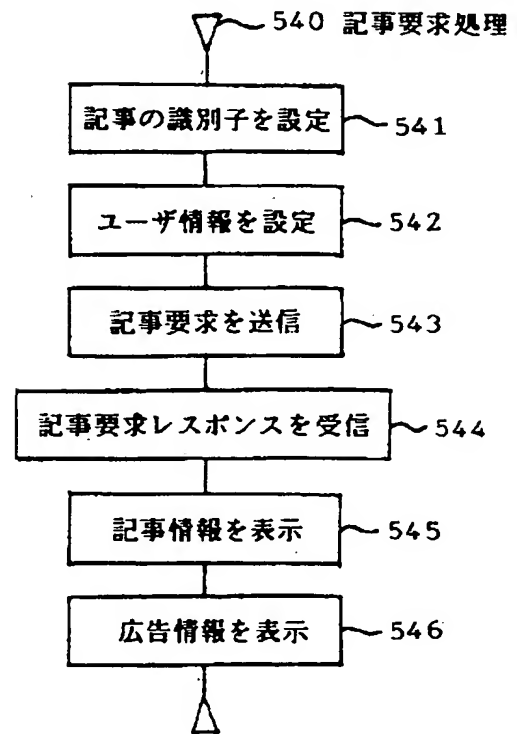 540 記事要求処理
記事の識別子を設定 541
ユーザ情報を設定 542
記事要求を送信 543
記事要求レスポンスを受信 544
記事情報を表示 545
広告情報を表示 546